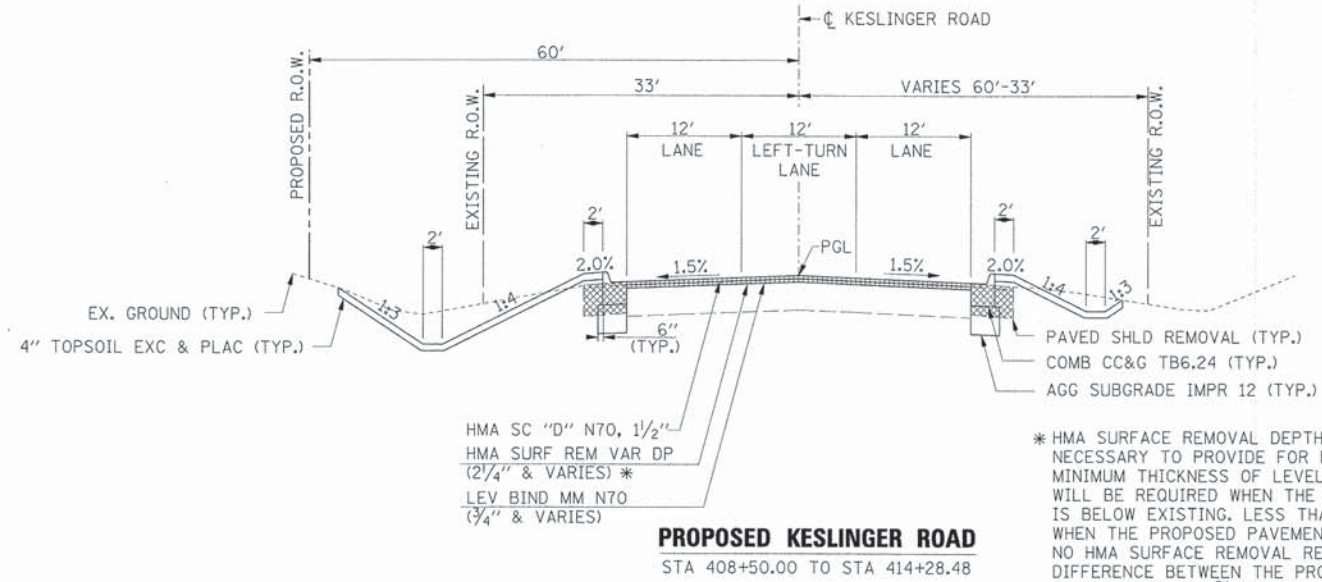 ℄ KESLINGER ROAD
60'
33'
VARIES 60'-33'
PROPOSED R.O.W.
EXISTING R.O.W.
EXISTING R.O.W.
12'
LANE
12'
LEFT-TURN
LANE
12'
LANE
2'
2'
2'
2'
PGL
2.0%
1.5%
1.5%
2.0%
1:3
1:4
1:4
1:3
EX. GROUND (TYP.)
4" TOPSOIL EXC & PLAC (TYP.)
6"
(TYP.)
PAVED SHLD REMOVAL (TYP.)
COMB CC&G TB6.24 (TYP.)
AGG SUBGRADE IMPR 12 (TYP.)
HMA SC "D" N70, 1 1/2"
HMA SURF REM VAR DP
(2 1/4" & VARIES) *
LEV BIND MM N70
(3/4" & VARIES)
* HMA SURFACE REMOVAL DEPTH
NECESSARY TO PROVIDE FOR
MINIMUM THICKNESS OF LEVEL
WILL BE REQUIRED WHEN THE
IS BELOW EXISTING. LESS THA
WHEN THE PROPOSED PAVEMEN
NO HMA SURFACE REMOVAL RE
DIFFERENCE BETWEEN THE PRO
PROPOSED KESLINGER ROAD
STA 408+50.00 TO STA 414+28.48